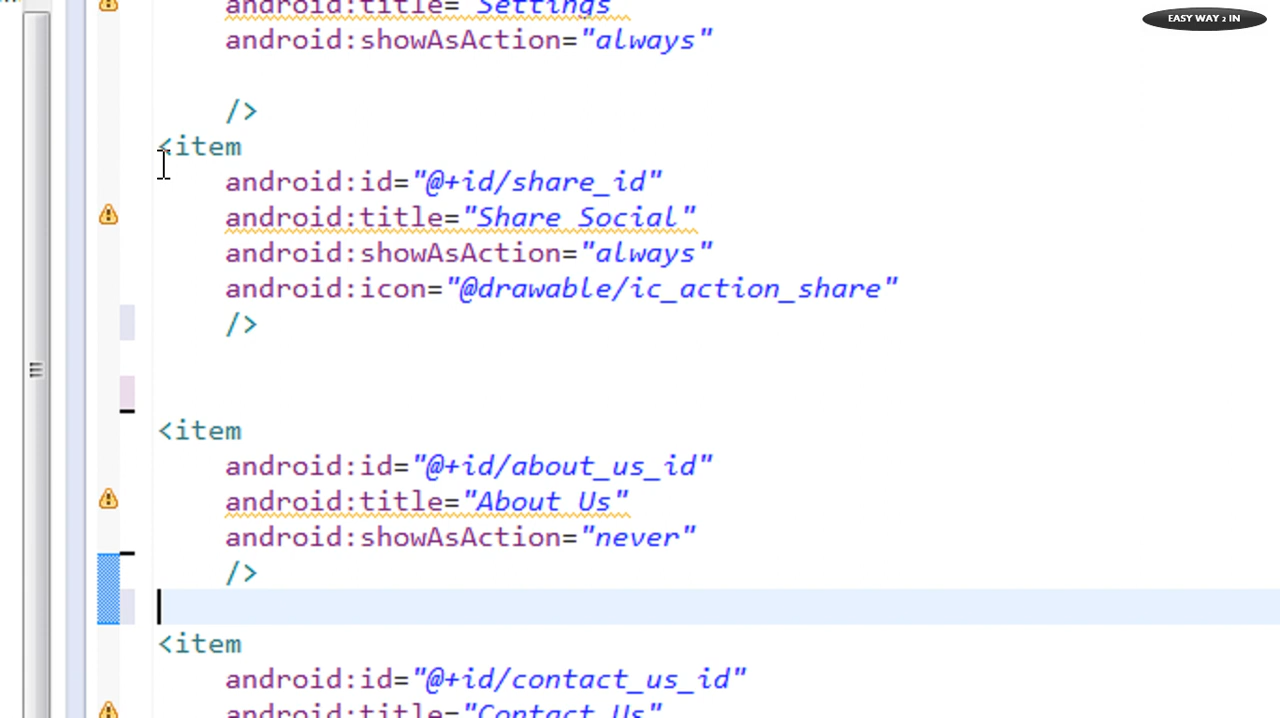 EASY WAY 2 IN
android:title="Settings
android:showAsAction="always"
/>
<item
android:id="@+id/share_id"
android:title="Share Social"
android:showAsAction="always"
android:icon="@drawable/ic_action_share"
/>
<item
android:id="@+id/about_us_id"
android:title="About Us"
android:showAsAction="never"
/>
<item
android:id="@+id/contact_us_id"
android:title="Contact Us"